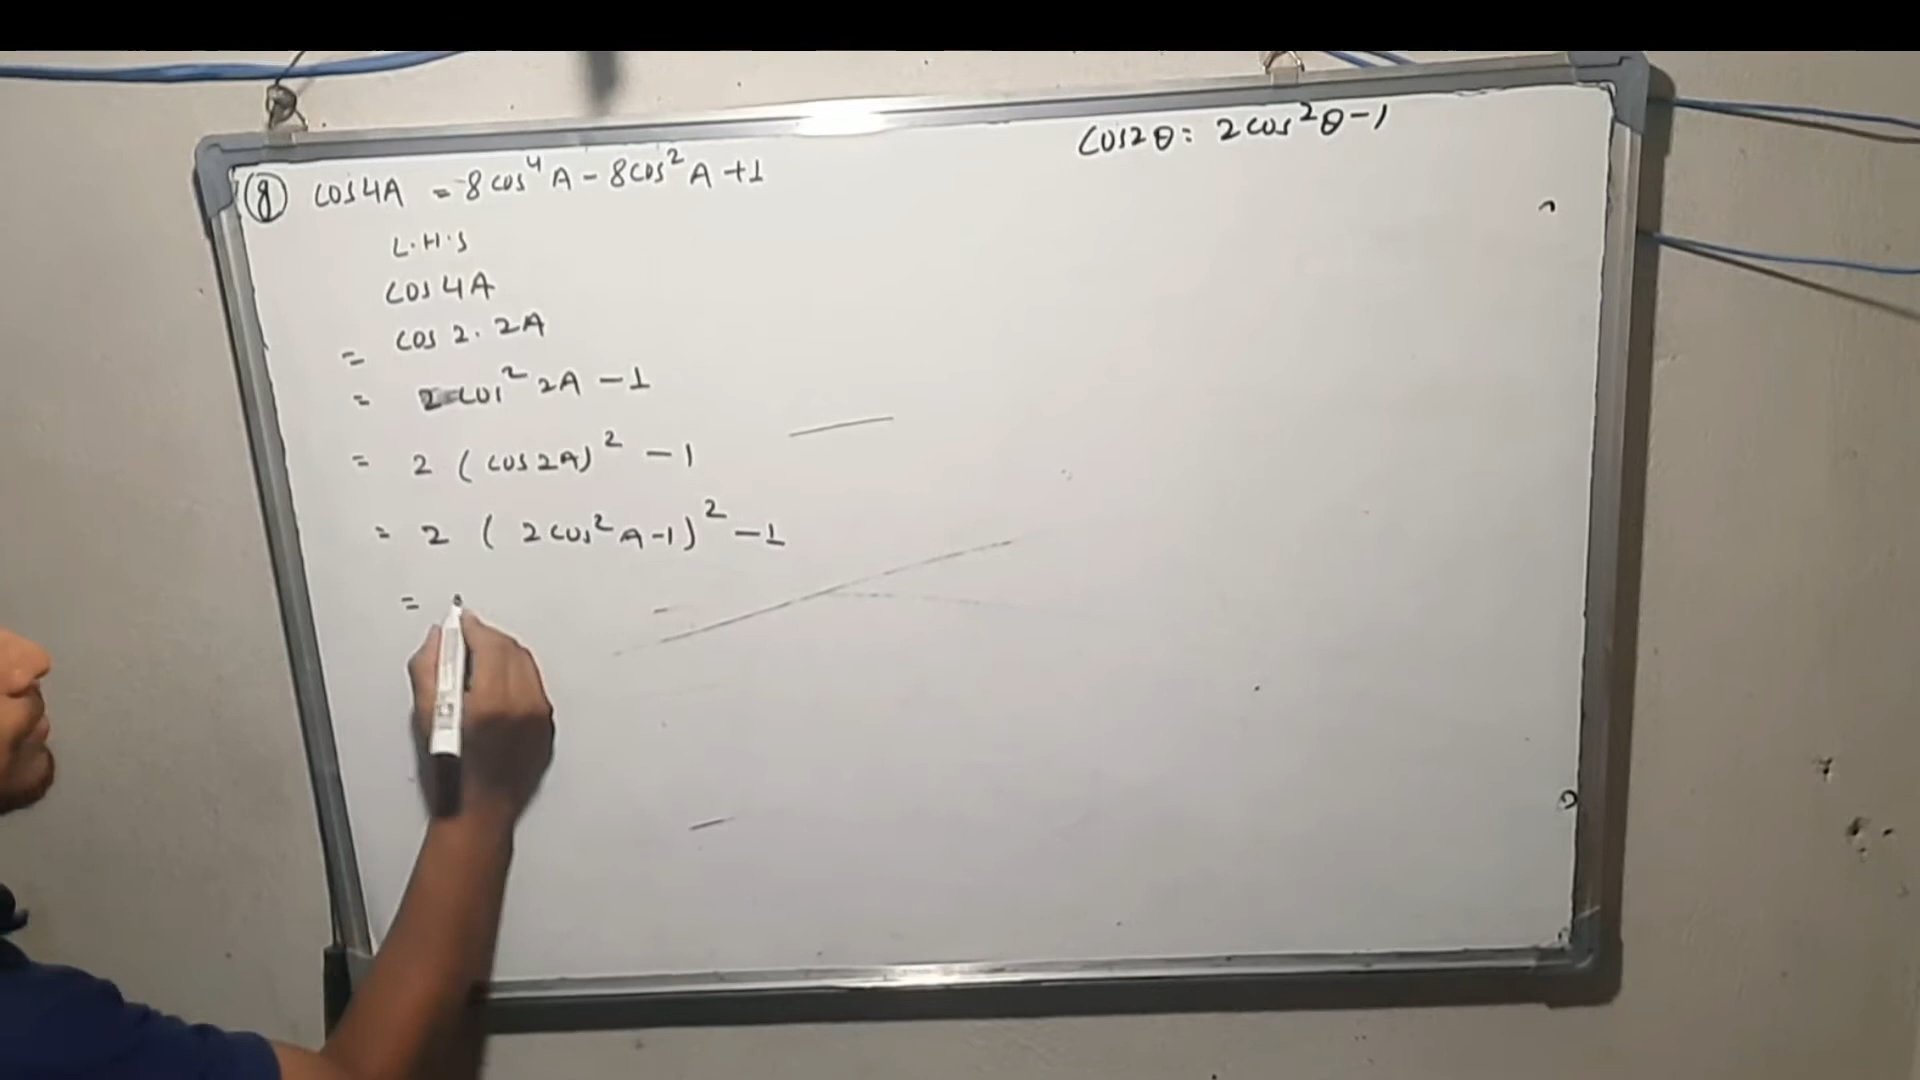 (g) cos4A = 8cos⁴A - 8cos²A + 1
cos2θ = 2cos²θ - 1
L.H.S
cos4A
= cos 2. 2A
= 2cos²2A - 1
= 2 (cos2A)² - 1
= 2 (2cos²A - 1)² - 1
=